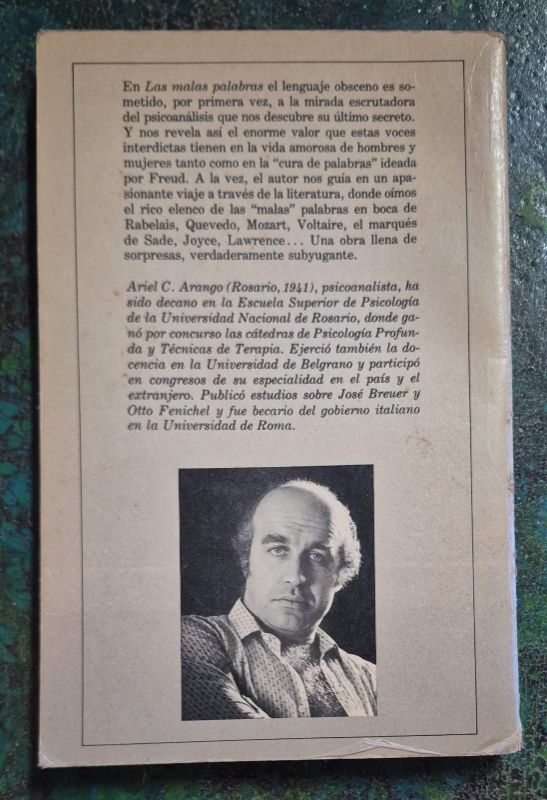 En Las malas palabras el lenguaje obsceno es so-
metido, por primera vez, a la mirada escrutadora
del psicoanálisis que nos descubre su último secreto.
Y nos revela así el enorme valor que estas voces
interdictas tienen en la vida amorosa de hombres y
mujeres tanto como en la "cura de palabras" ideada
por Freud. A la vez, el autor nos guía en un apa-
sionante viaje a través de la literatura, donde oímos
el rico elenco de las "malas" palabras en boca de
Rabelais, Quevedo, Mozart, Voltaire, el marqués
de Sade, Joyce, Lawrence... Una obra llena de
sorpresas, verdaderamente subyugante.
Ariel C. Arango (Rosario, 1941), psicoanalista, ha
sido decano en la Escuela Superior de Psicología
de la Universidad Nacional de Rosario, donde ga-
nó por concurso las cátedras de Psicología Profun-
da y Técnicas de Terapia. Ejerció también la do-
cencia en la Universidad de Belgrano y participó
en congresos de su especialidad en el país y el
extranjero. Publicó estudios sobre José Breuer y
Otto Fenichel y fue becario del gobierno italiano
en la Universidad de Roma.